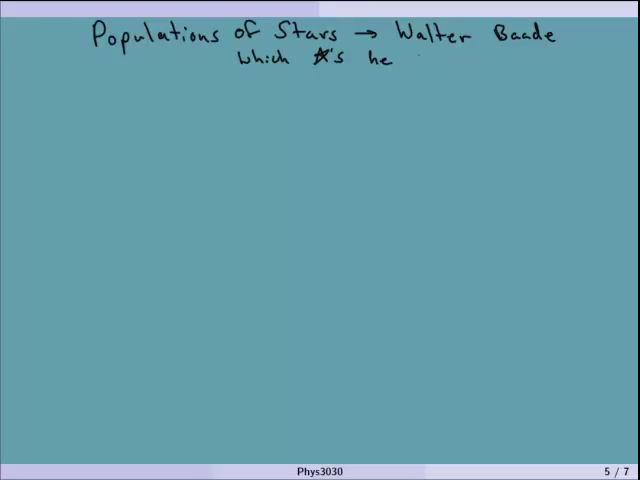 Populations of Stars → Walter Baade
which ☆'s he
Phys3030
5 / 7